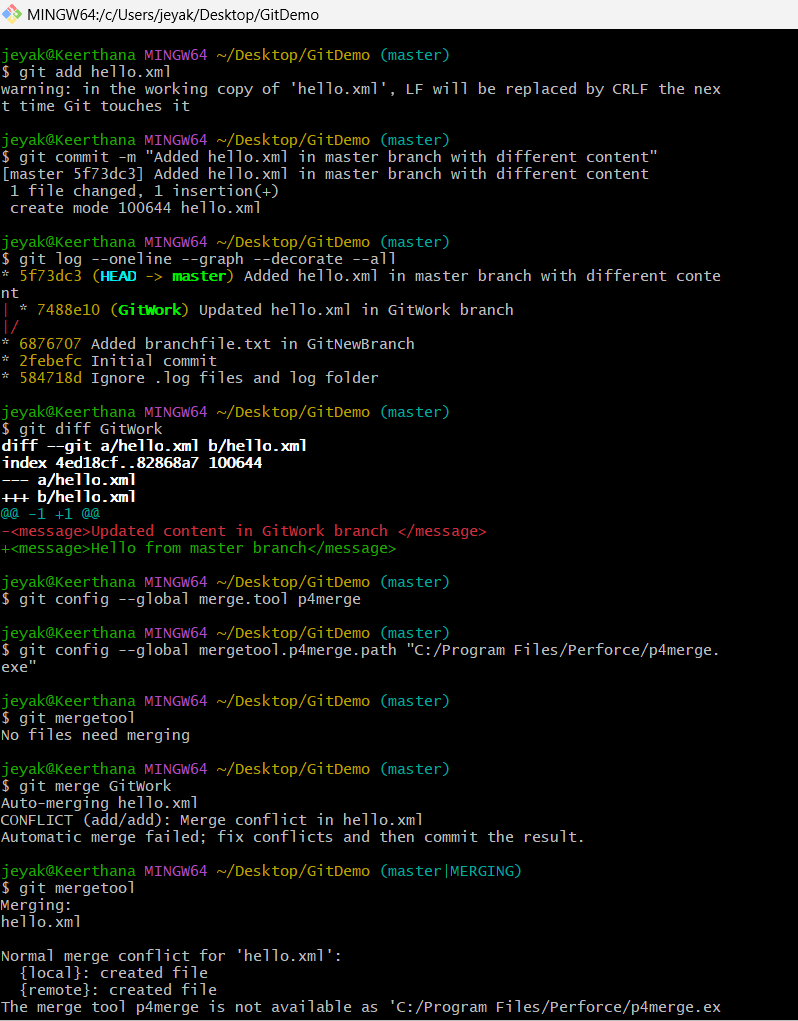 MINGW64:/c/Users/jeyak/Desktop/GitDemo
jeyak@Keerthana MINGW64 ~/Desktop/GitDemo (master)
$ git add hello.xml
warning: in the working copy of 'hello.xml', LF will be replaced by CRLF the nex
t time Git touches it
jeyak@Keerthana MINGW64 ~/Desktop/GitDemo (master)
$ git commit -m "Added hello.xml in master branch with different content"
[master 5f73dc3] Added hello.xml in master branch with different content
 1 file changed, 1 insertion(+)
 create mode 100644 hello.xml
jeyak@Keerthana MINGW64 ~/Desktop/GitDemo (master)
$ git log --oneline --graph --decorate --all
* 5f73dc3 (HEAD -> master) Added hello.xml in master branch with different conte
nt
| * 7488e10 (GitWork) Updated hello.xml in GitWork branch
|/
* 6876707 Added branchfile.txt in GitNewBranch
* 2febefc Initial commit
* 584718d Ignore .log files and log folder
jeyak@Keerthana MINGW64 ~/Desktop/GitDemo (master)
$ git diff GitWork
diff --git a/hello.xml b/hello.xml
index 4ed18cf..82868a7 100644
--- a/hello.xml
+++ b/hello.xml
@@ -1 +1 @@
-<message>Updated content in GitWork branch </message>
+<message>Hello from master branch</message>
jeyak@Keerthana MINGW64 ~/Desktop/GitDemo (master)
$ git config --global merge.tool p4merge
jeyak@Keerthana MINGW64 ~/Desktop/GitDemo (master)
$ git config --global mergetool.p4merge.path "C:/Program Files/Perforce/p4merge.
exe"
jeyak@Keerthana MINGW64 ~/Desktop/GitDemo (master)
$ git mergetool
No files need merging
jeyak@Keerthana MINGW64 ~/Desktop/GitDemo (master)
$ git merge GitWork
Auto-merging hello.xml
CONFLICT (add/add): Merge conflict in hello.xml
Automatic merge failed; fix conflicts and then commit the result.
jeyak@Keerthana MINGW64 ~/Desktop/GitDemo (master|MERGING)
$ git mergetool
Merging:
hello.xml
Normal merge conflict for 'hello.xml':
  {local}: created file
  {remote}: created file
The merge tool p4merge is not available as 'C:/Program Files/Perforce/p4merge.ex